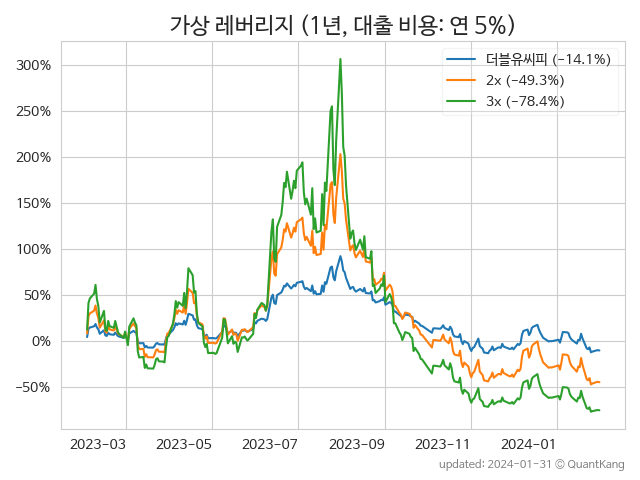 가상 레버리지 (1년, 대출 비용: 연 5%)
더블유씨피 (−14.1%)
2x (−49.3%)
3x (−78.4%)
300%
250%
200%
150%
100%
50%
0%
−50%
2023-03 2023-05 2023-07 2023-09 2023-11 2024-01
updated: 2024-01-31 © QuantKang